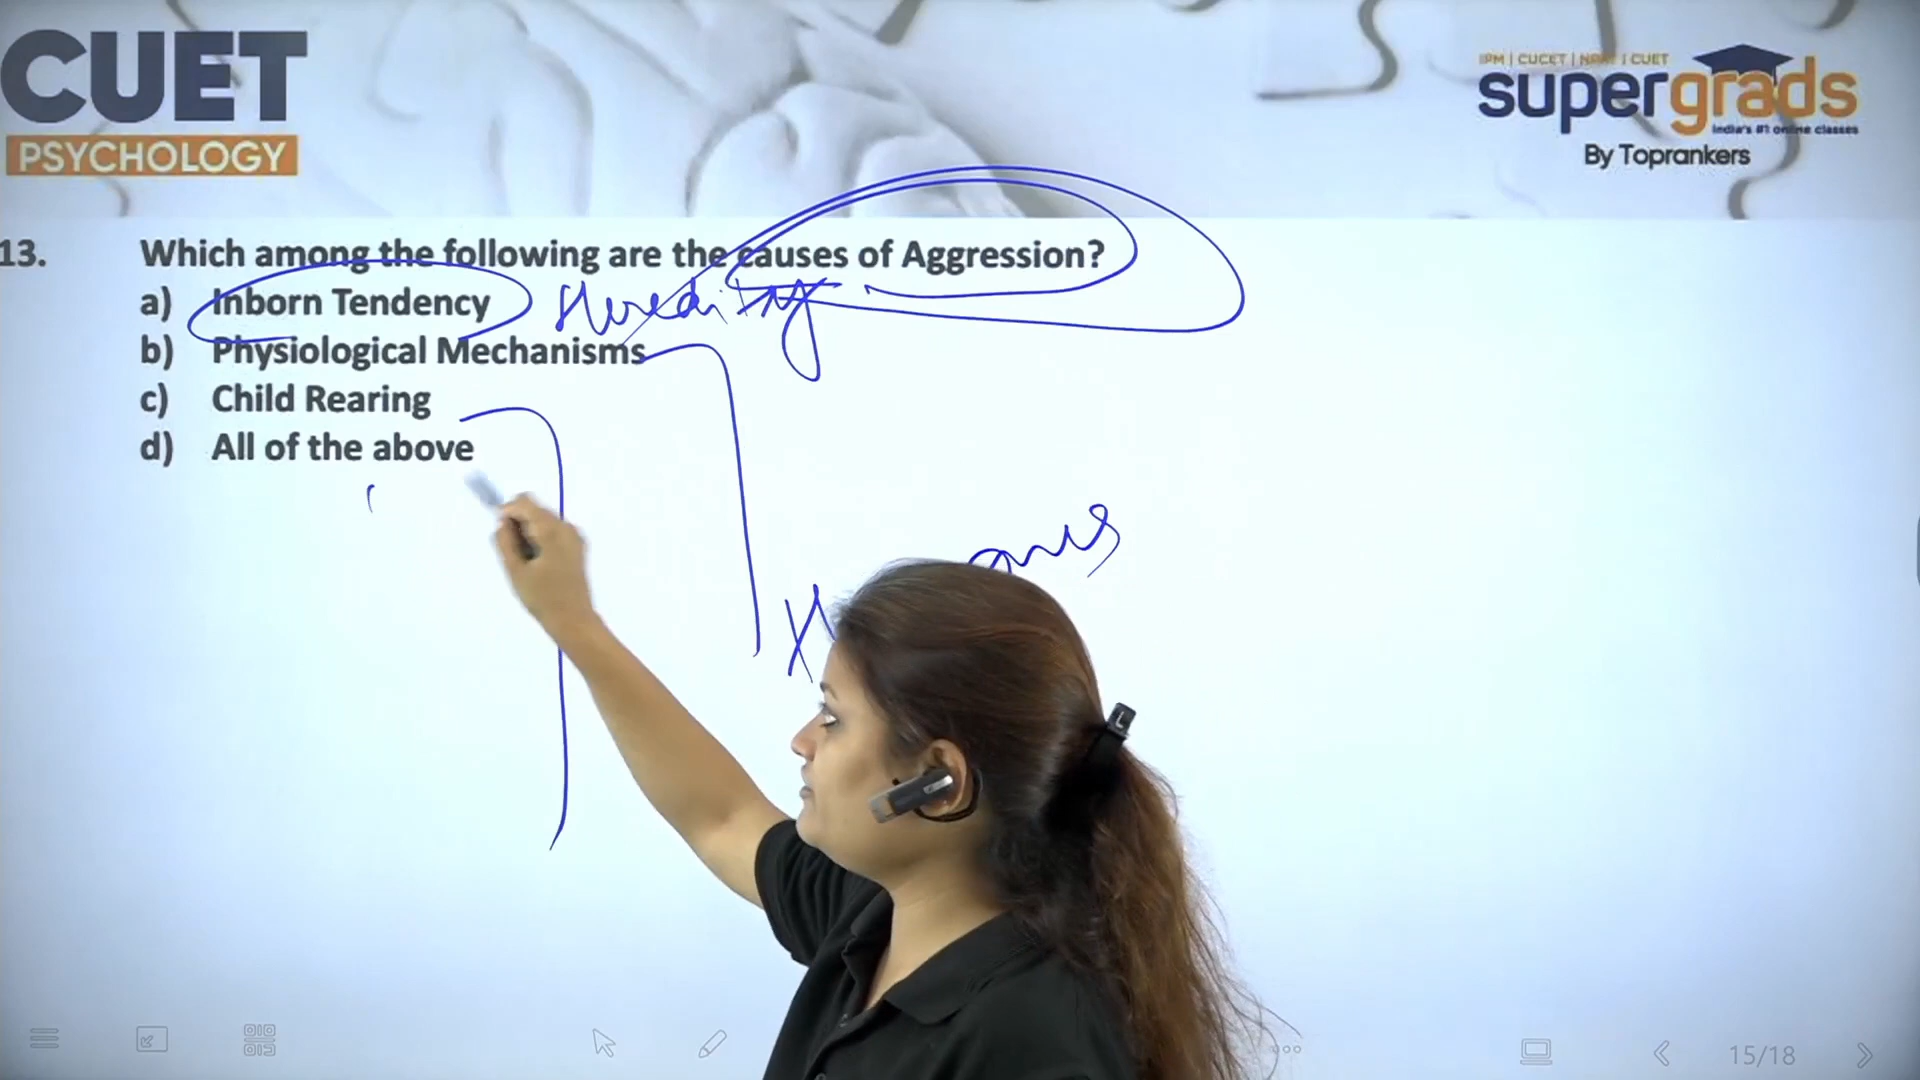 CUET
PSYCHOLOGY
IPM | CUCET | NPAT | CUET
supergrads
India's #1 online classes
By Toprankers
13. Which among the following are the causes of Aggression?
a) Inborn Tendency Heredity
b) Physiological Mechanisms
c) Child Rearing
d) All of the above
15/18